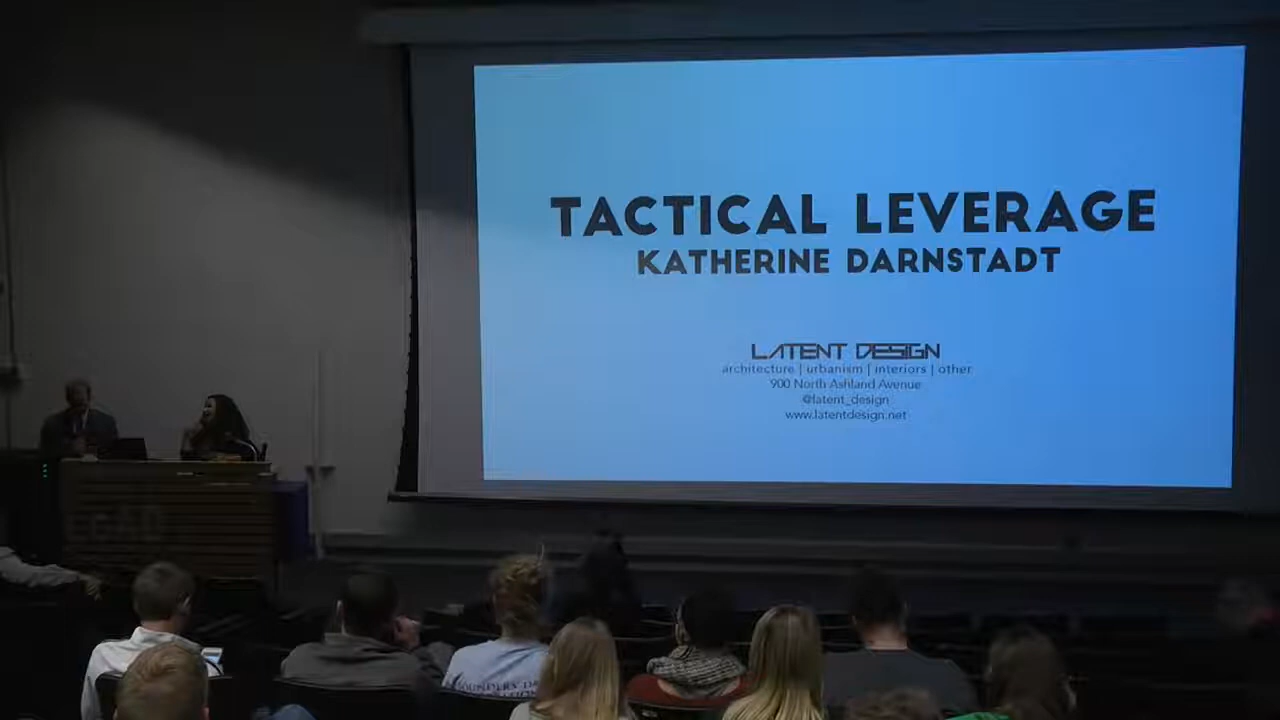 TACTICAL LEVERAGE
KATHERINE DARNSTADT
LATENT DESIGN
architecture | urbanism | interiors | other
900 North Ashland Avenue
@latent_design
www.latentdesign.net